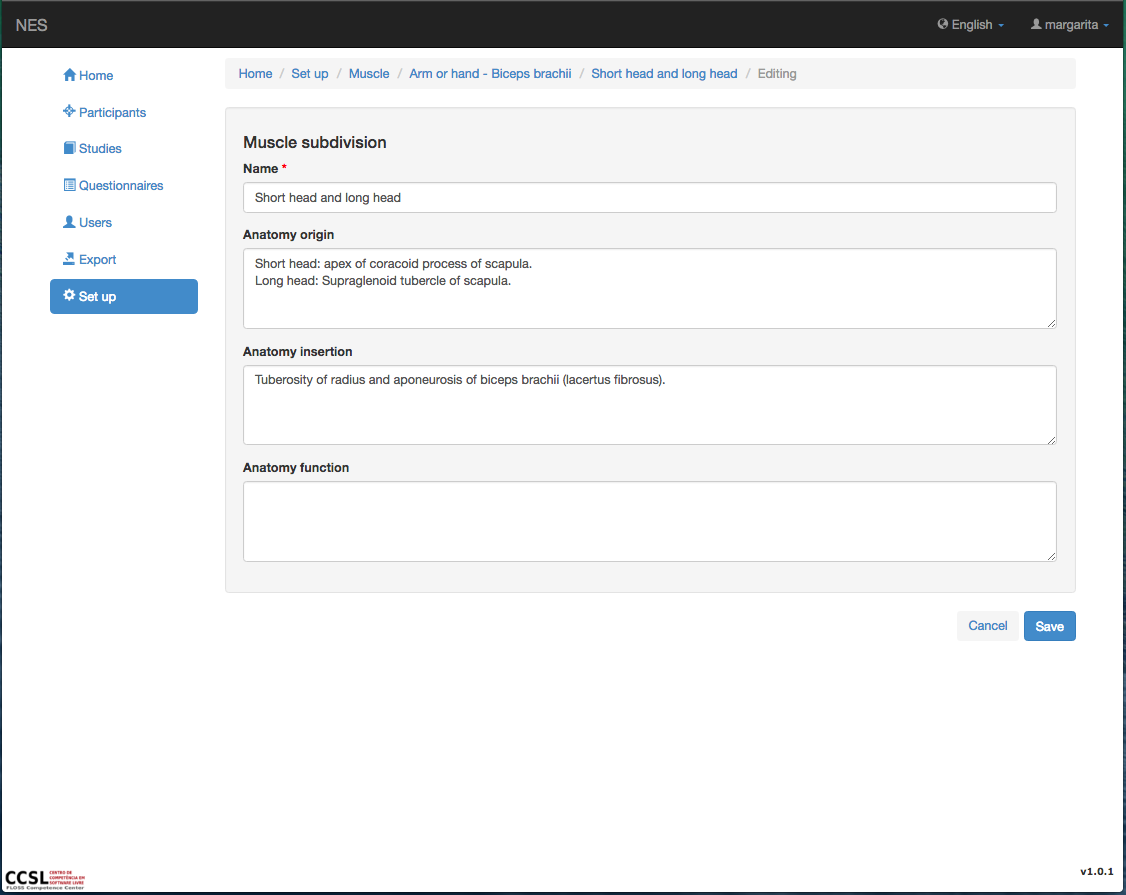 NES
English
margarita
Home
Participants
Studies
Questionnaires
Users
Export
Set up
Home / Set up / Muscle / Arm or hand - Biceps brachii / Short head and long head / Editing
Muscle subdivision
Name *
Short head and long head
Anatomy origin
Short head: apex of coracoid process of scapula.
Long head: Supraglenoid tubercle of scapula.
Anatomy insertion
Tuberosity of radius and aponeurosis of biceps brachii (lacertus fibrosus).
Anatomy function
Cancel
Save
CCSL
CENTRO DE
COMPETÊNCIA EM
SOFTWARE LIVRE
FLOSS Competence Center
v1.0.1